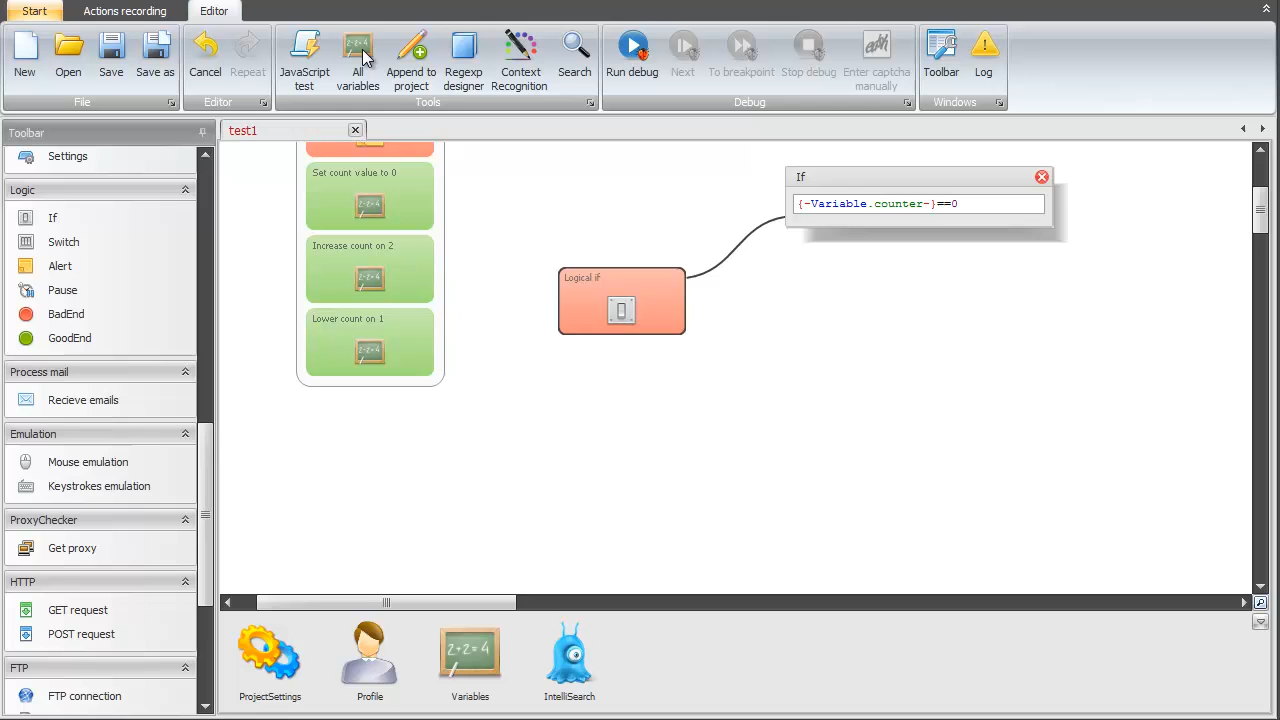 Start
Actions recording
Editor
New
Open
Save
Save as
Cancel
Repeat
JavaScript
test
All
variables
Append to
project
Regexp
designer
Context
Recognition
Search
Run debug
Next
To breakpoint
Stop debug
Enter captcha
manually
Toolbar
Log
File
Editor
Tools
Debug
Windows
Toolbar
Settings
Logic
If
Switch
Alert
Pause
BadEnd
GoodEnd
Process mail
Recieve emails
Emulation
Mouse emulation
Keystrokes emulation
ProxyChecker
Get proxy
HTTP
GET request
POST request
FTP
FTP connection
test1
Set count value to 0
Increase count on 2
Lower count on 1
Logical if
If
{-Variable.counter-}==0
ProjectSettings
Profile
2+2=4
Variables
IntelliSearch